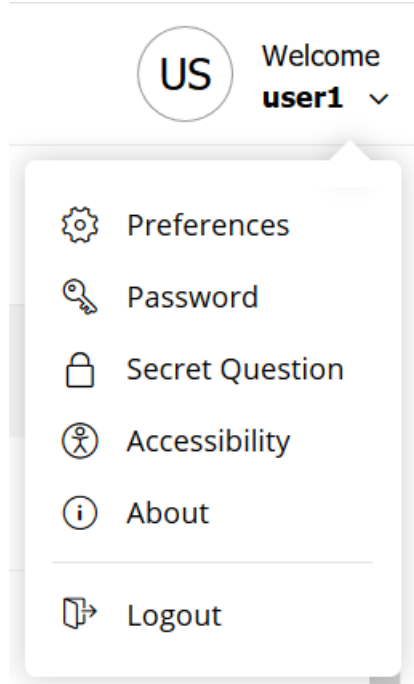 US
Welcome
user1
Preferences
Password
Secret Question
Accessibility
About
Logout